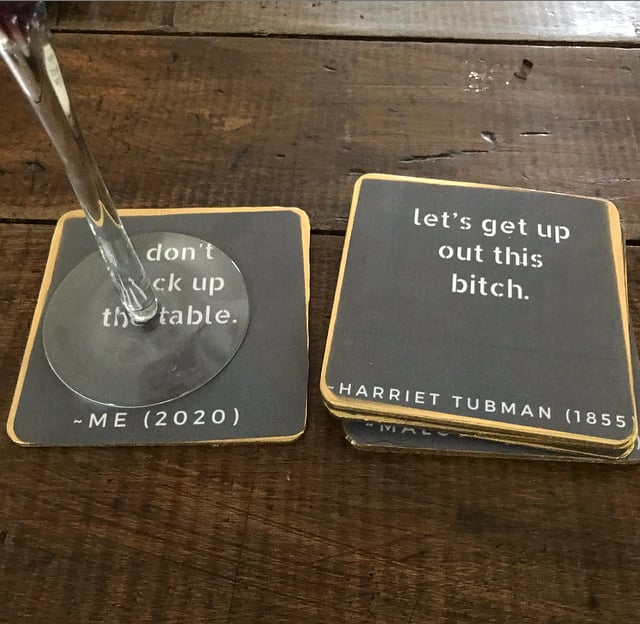 don't
up
table.
~ME (2020)
let's get up
out this
bitch.
~HARRIET TUBMAN (1855